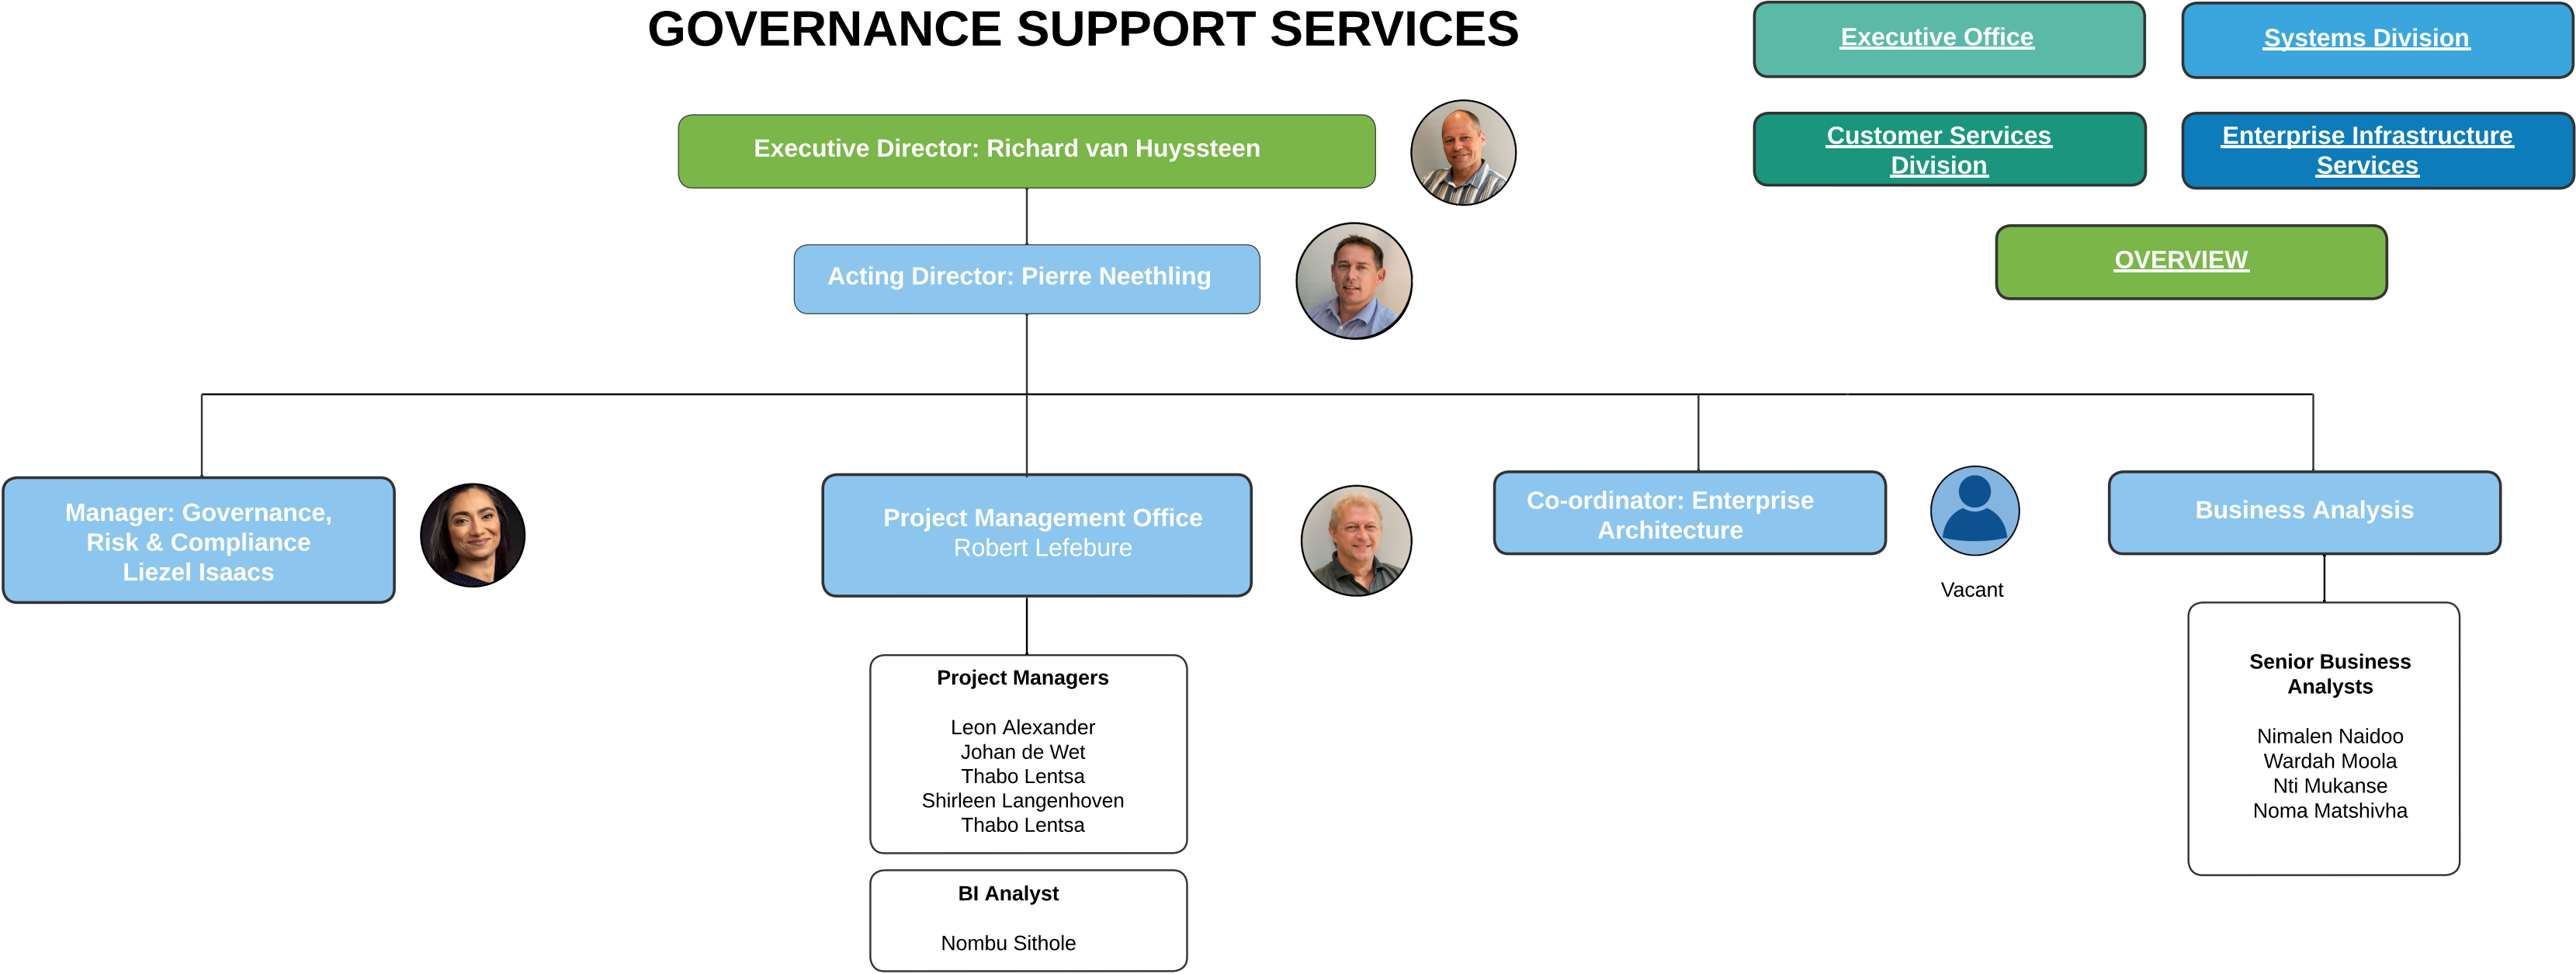 GOVERNANCE SUPPORT SERVICES
Executive Office
Systems Division
Customer Services
Division
Enterprise Infrastructure
Services
OVERVIEW
Executive Director: Richard van Huyssteen
Acting Director: Pierre Neethling
Manager: Governance,
Risk & Compliance
Liezel Isaacs
Project Management Office
Robert Lefebure
Co-ordinator: Enterprise
Architecture
Vacant
Business Analysis
Project Managers
Leon Alexander
Johan de Wet
Thabo Lentsa
Shirleen Langenhoven
Thabo Lentsa
BI Analyst
Nombu Sithole
Senior Business
Analysts
Nimalen Naidoo
Wardah Moola
Nti Mukanse
Noma Matshivha